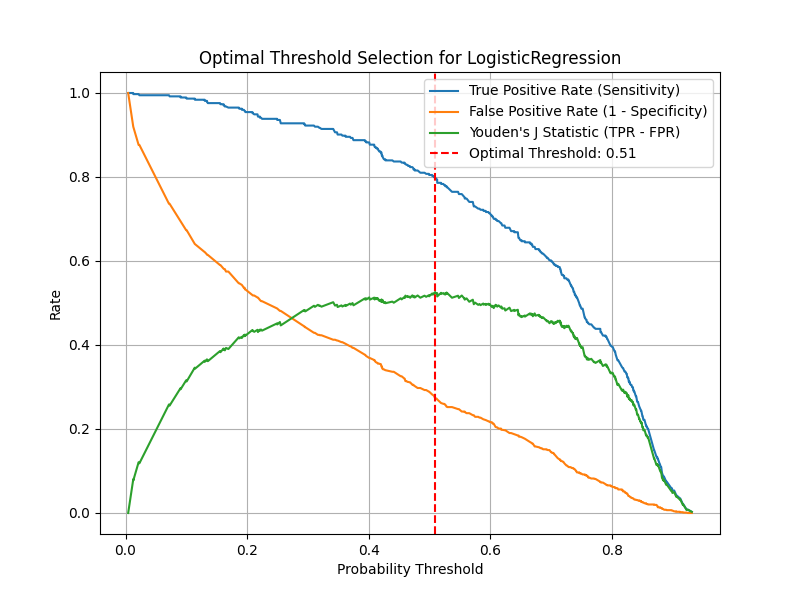 Optimal Threshold Selection for LogisticRegression
True Positive Rate (Sensitivity)
False Positive Rate (1 - Specificity)
Youden's J Statistic (TPR - FPR)
Optimal Threshold: 0.51
Rate
1.0
0.8
0.6
0.4
0.2
0.0
0.0 0.2 0.4 0.6 0.8
Probability Threshold